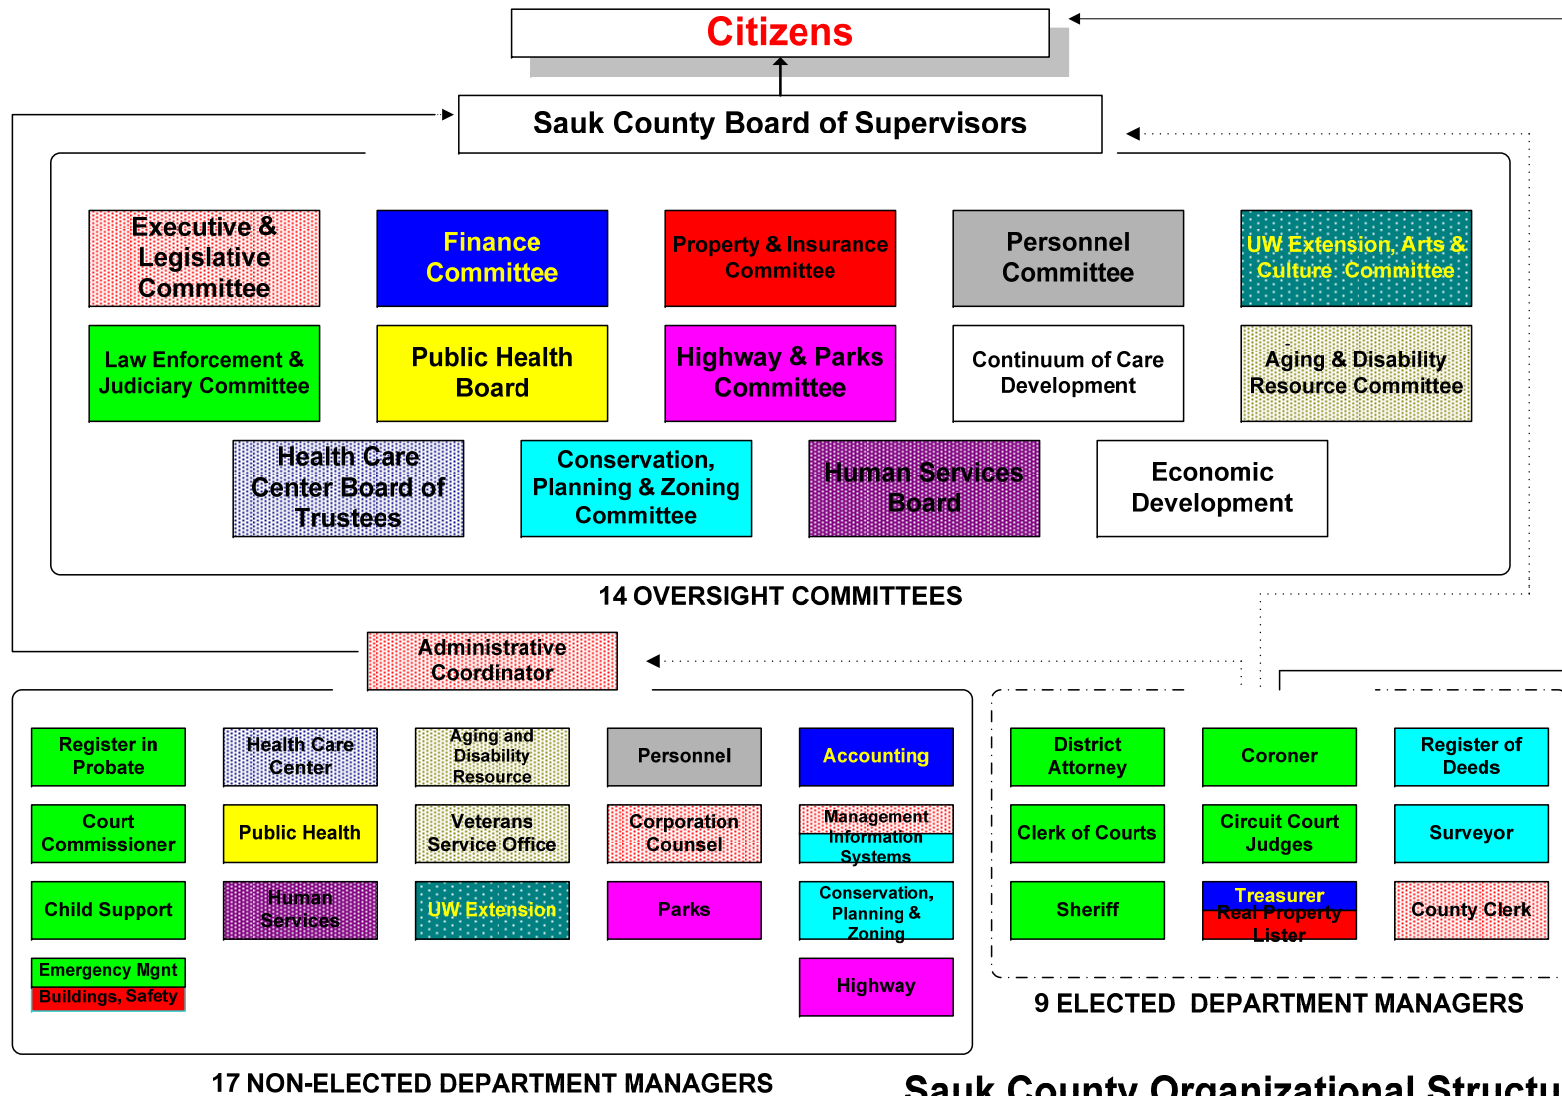 Citizens
Sauk County Board of Supervisors
Executive &
Legislative
Committee
Finance
Committee
Property & Insurance
Committee
Personnel
Committee
UW Extension, Arts &
Culture Committee
Law Enforcement &
Judiciary Committee
Public Health
Board
Highway & Parks
Committee
Continuum of Care
Development
Aging & Disability
Resource Committee
Health Care
Center Board of
Trustees
Conservation,
Planning & Zoning
Committee
Human Services
Board
Economic
Development
14 OVERSIGHT COMMITTEES
Administrative
Coordinator
Register in
Probate
Health Care
Center
Aging and
Disability
Resource
Personnel
Accounting
Court
Commissioner
Public Health
Veterans
Service Office
Corporation
Counsel
Management
Information
Systems
Child Support
Human
Services
UW Extension
Parks
Conservation,
Planning &
Zoning
Emergency Mgnt
Buildings, Safety
Highway
17 NON-ELECTED DEPARTMENT MANAGERS
District
Attorney
Coroner
Register of
Deeds
Clerk of Courts
Circuit Court
Judges
Surveyor
Sheriff
Treasurer
Real Property
Lister
County Clerk
9 ELECTED DEPARTMENT MANAGERS
Sauk County Organizational Structu